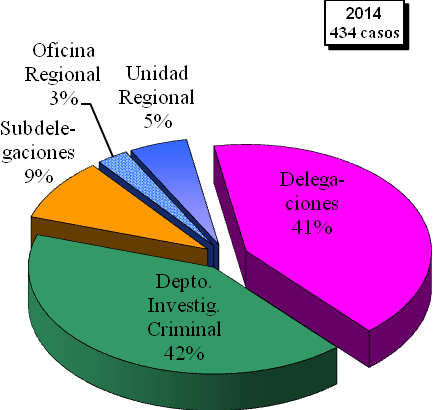 2014
434 casos
Oficina
Regional
3%
Unidad
Regional
5%
Subdele-
gaciones
9%
Delega-
ciones
41%
Depto.
Investig.
Criminal
42%